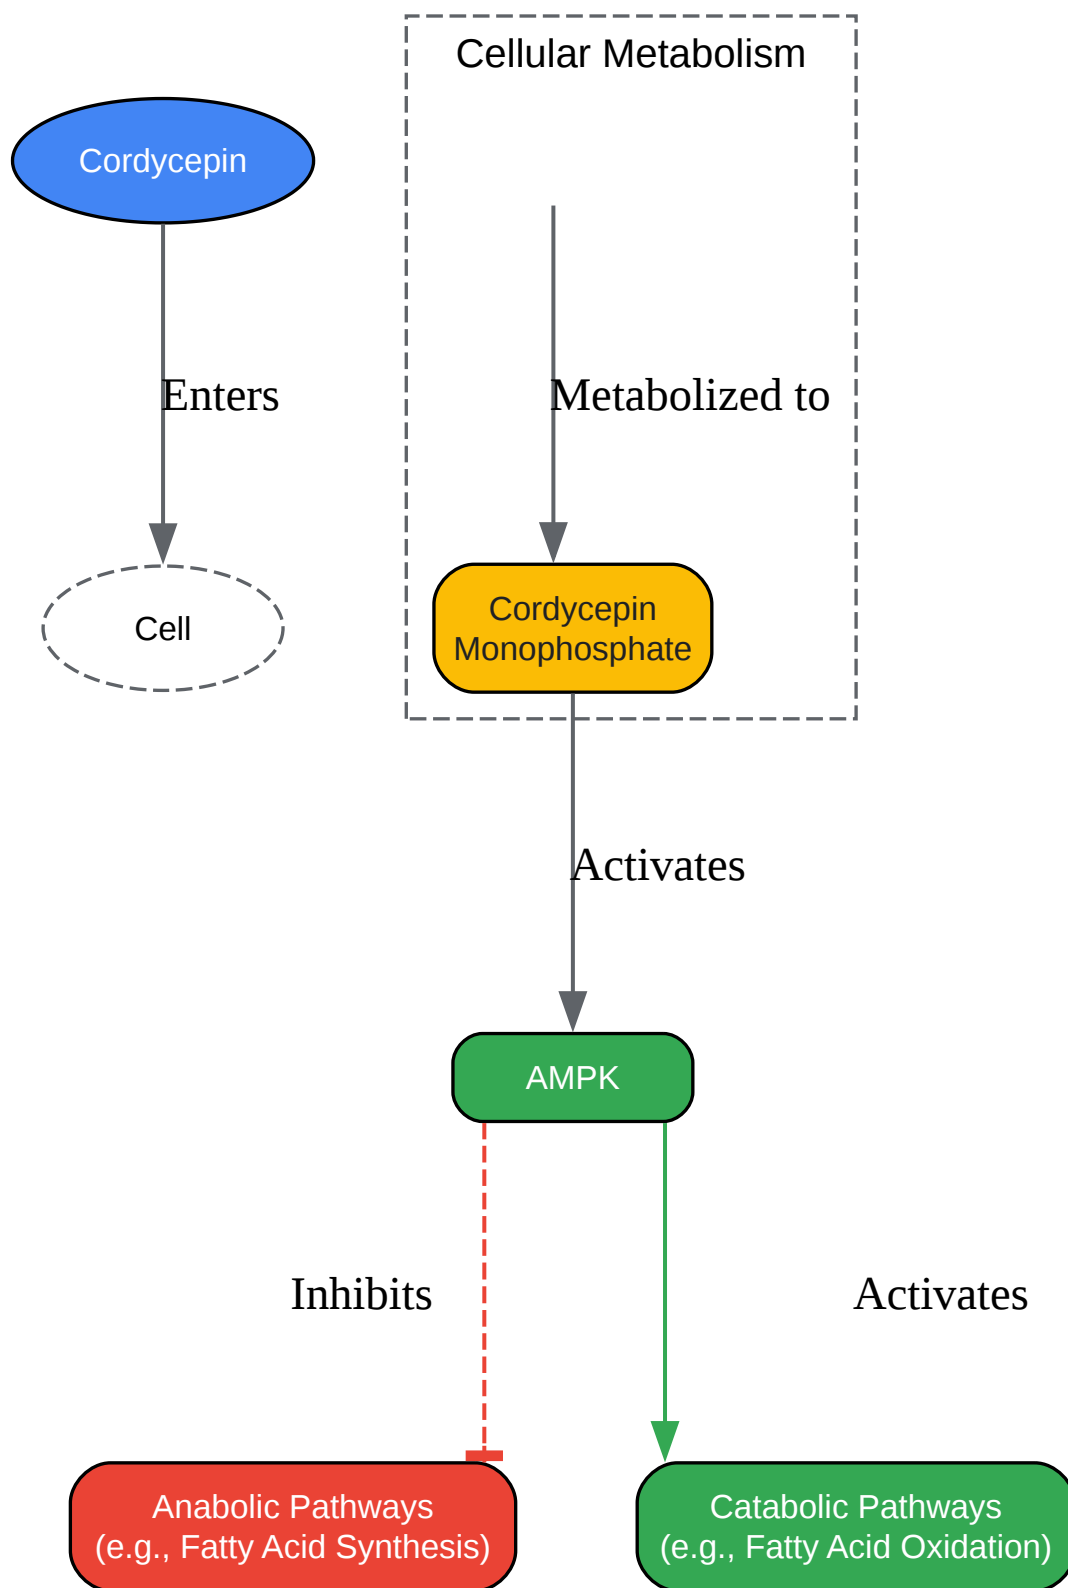 Cellular Metabolism
Cordycepin
Enters
Metabolized to
Cell
Cordycepin
Monophosphate
Activates
AMPK
Inhibits
Activates
Anabolic Pathways
(e.g., Fatty Acid Synthesis)
Catabolic Pathways
(e.g., Fatty Acid Oxidation)